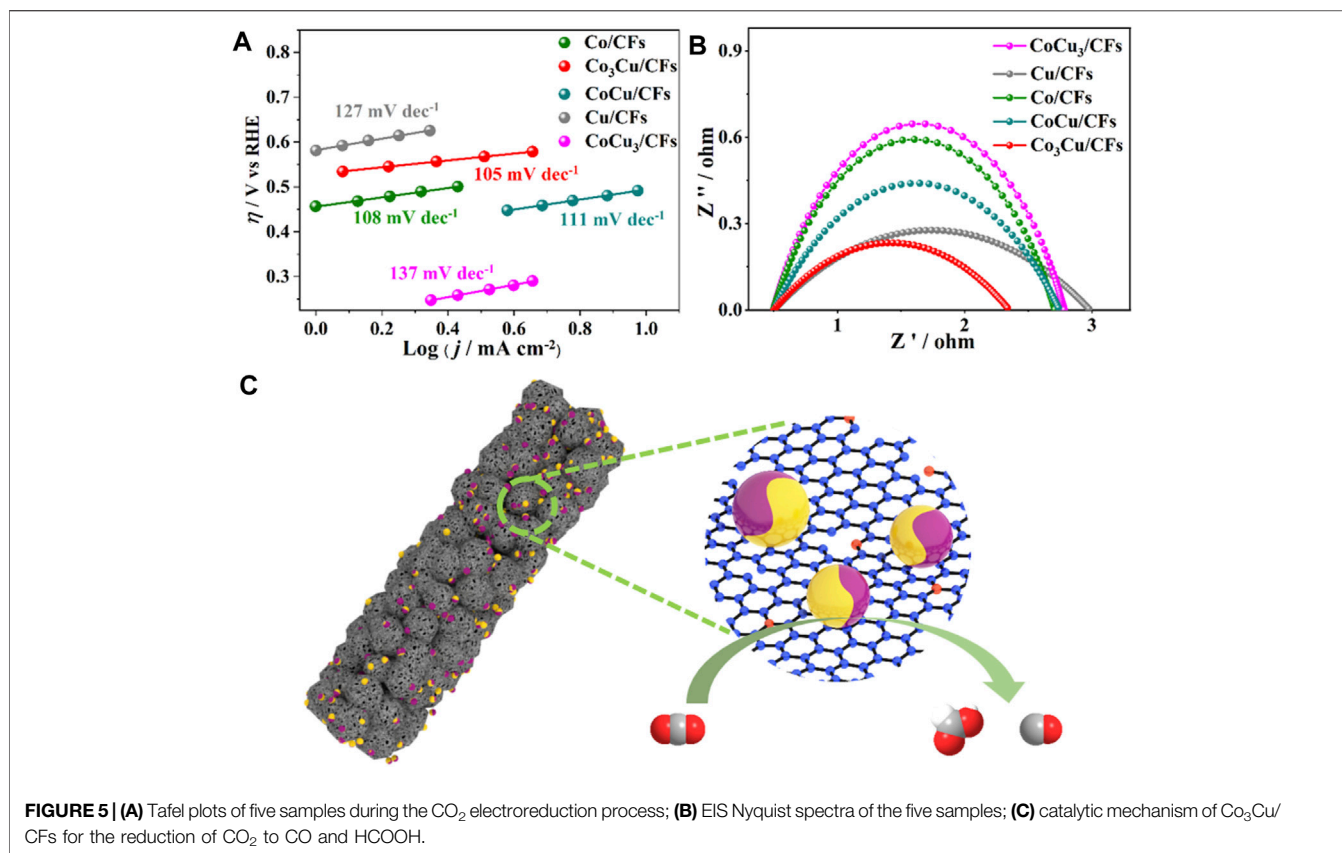 A
0.8
0.7
0.6
0.5
0.4
0.3
η / V vs RHE
Co/CFs
Co₃Cu/CFs
CoCu/CFs
Cu/CFs
CoCu₃/CFs
127 mV dec⁻¹
105 mV dec⁻¹
108 mV dec⁻¹
111 mV dec⁻¹
137 mV dec⁻¹
0.0 0.2 0.4 0.6 0.8 1.0
Log (j / mA cm⁻²)
B
0.9
0.6
0.3
0.0
Z'' / ohm
CoCu₃/CFs
Cu/CFs
Co/CFs
CoCu/CFs
Co₃Cu/CFs
1 2 3
Z' / ohm
C
FIGURE 5 | (A) Tafel plots of five samples during the CO₂ electroreduction process; (B) EIS Nyquist spectra of the five samples; (C) catalytic mechanism of Co₃Cu/
CFs for the reduction of CO₂ to CO and HCOOH.